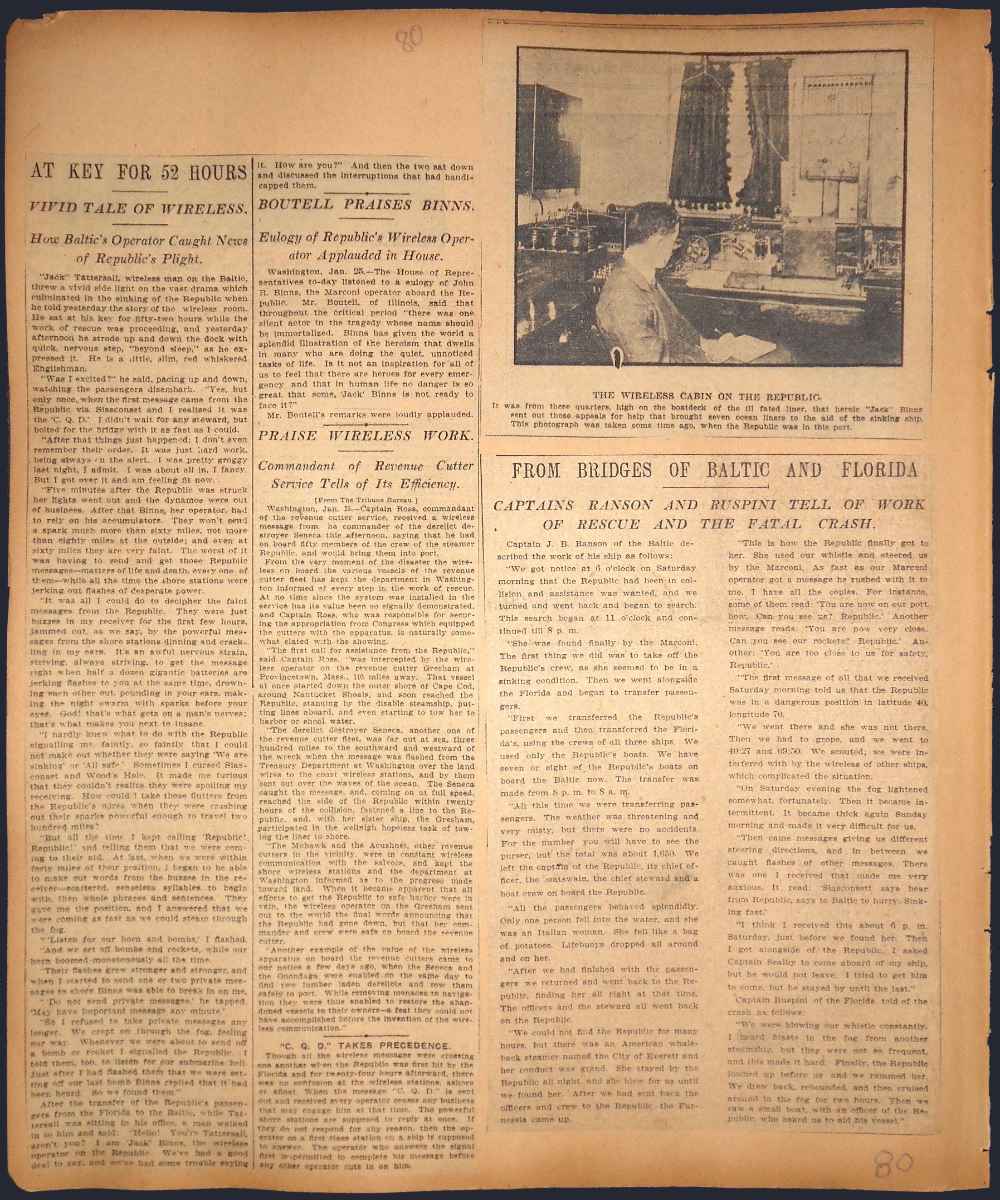 80
AT KEY FOR 52 HOURS
VIVID TALE OF WIRELESS.
How Baltic's Operator Caught News
of Republic's Plight.
"Jack" Tattersall, wireless man on the Baltic,
threw a vivid side light on the vast drama which
culminated in the sinking of the Republic when
he told yesterday the story of the wireless room.
He sat at his key for fifty-two hours while the
work of rescue was proceeding, and yesterday
afternoon he strode up and down the dock with
quick, nervous step, "beyond sleep," as he ex-
pressed it. He is a little, slim, red whiskered
Englishman.
"Was I excited?" he said, pacing up and down,
watching the passengers disembark. "Yes, but
only once, when the first message came from the
Republic via Siasconset and I realized it was
the 'C. Q. D.' I didn't wait for any steward, but
bolted for the bridge with it as fast as I could.
"After that things just happened; I don't even
remember their order. It was just hard work,
being always on the alert. I was pretty groggy
last night, I admit. I was about all in, I fancy.
But I got over it and am feeling fit now.
"Five minutes after the Republic was struck
her lights went out and the dynamos were out
of business. After that Binns, her operator, had
to rely on his accumulators. They won't send
a spark much more than sixty miles, not more
than eighty miles at the outside; and even at
sixty miles they are very faint. The worst of it
was having to send and get those Republic
messages—matters of life and death, every one of
them—while all the time the shore stations were
jerking out flashes of desperate power.
"It was all I could do to decipher the faint
messages from the Republic. They were just
buzzes in my receiver for the first few hours,
jammed out, as we say, by the powerful mes-
sages from the shore stations dinning and crack-
ling in my ears. It's an awful nervous strain,
striving, always striving, to get the message
right when half a dozen gigantic batteries are
jerking flashes to you at the same time, drown-
ing each other out, pounding in your ears, mak-
ing the night swarm with sparks before your
eyes. God! that's what gets on a man's nerves;
that's what makes you next to insane.
"I hardly knew what to do with the Republic
signalling me, faintly, so faintly that I could
not make out whether they were saying 'We are
sinking' or 'All safe.' Sometimes I cursed Sias-
conset and Wood's Hole. It made me furious
that they couldn't realize they were spoiling my
receiving. How could I take those flutters from
the Republic's wires when they were crashing
out their sparks powerful enough to travel two
hundred miles?
"But all the time I kept calling 'Republic!
Republic!' and telling them that we were com-
ing to their aid. At last, when we were within
forty miles of their position, I began to be able
to make out words from the buzzes in the re-
ceiver—scattered, senseless syllables to begin
with, then whole phrases and sentences. They
gave me the position, and I answered that we
were coming as fast as we could steam through
the fog.
"'Listen for our horn and bombs,' I flashed,
and we set off bombs and rockets, while our
horn boomed monotonously all the time.
"Their flashes grew stronger and stronger, and
when I started to send one or two private mes-
sages to shore Binns was able to break on me.
"'Do not send private messages,' he tapped.
'May have important message any minute.'
"So I refused to take private messages any
longer. We crept on through the fog, feeling
our way. Whenever we were about to send off
a bomb or rocket I signalled the Republic. I
told them, too, to listen for our submarine bell.
Just after I had flashed them that we were set-
ting off our last bomb Binns replied that it had
been heard. So we found them."
After the transfer of the Republic's passen-
gers from the Florida to the Baltic, while Tat-
tersall was sitting in his office, a man walked
in to him and said: "Hello! You're Tattersall,
aren't you? I am 'Jack' Binns, the wireless
operator on the Republic. We've had a good
deal to say, and we've had some trouble saying
it. How are you?" And then the two sat down
and discussed the interruptions that had handi-
capped them.
BOUTELL PRAISES BINNS.
Eulogy of Republic's Wireless Oper-
ator Applauded in House.
Washington, Jan. 25.—The House of Repre-
sentatives to-day listened to a eulogy of John
R. Binns, the Marconi operator aboard the Re-
public. Mr. Boutell, of Illinois, said that
throughout the critical period "there was one
silent actor in the tragedy whose name should
be immortalized. Binns has given the world a
splendid illustration of the heroism that dwells
in many who are doing the quiet, unnoticed
tasks of life. Is it not an inspiration for all of
us to feel that there are heroes for every emer-
gency and that in human life no danger is so
great that some 'Jack' Binns is not ready to
face it?"
Mr. Boutell's remarks were loudly applauded.
PRAISE WIRELESS WORK.
Commandant of Revenue Cutter
Service Tells of Its Efficiency.
[From The Tribune Bureau.]
Washington, Jan. 25.—Captain Ross, commandant
of the revenue cutter service, received a wireless
message from the commander of the derelict de-
stroyer Seneca this afternoon, saying that he had
on board fifty members of the crew of the steamer
Republic, and would bring them into port.
From the very moment of the disaster the wire-
less on board the various vessels of the revenue
cutter fleet has kept the department in Washing-
ton informed of every step in the work of rescue.
At no time since the system was installed in the
service has its value been so signally demonstrated,
and Captain Ross, who was responsible for secur-
ing the appropriation from Congress which equipped
the cutters with the apparatus, is naturally some-
what elated with the showing.
"The first call for assistance from the Republic,"
said Captain Ross, "was intercepted by the wire-
less operator on the revenue cutter Gresham at
Provincetown, Mass., 116 miles away. That vessel
at once started down the outer shore of Cape Cod,
around Nantucket Shoals, and soon reached the
Republic, standing by the disable steamship, put-
ting lines aboard, and even starting to tow her to
harbor or shoal water.
"The derelict destroyer Seneca, another one of
the revenue cutter fleet, was far out at sea, three
hundred miles to the southward and westward of
the wreck when the message was flashed from the
Treasury Department at Washington over the land
wires to the coast wireless stations, and by them
sent out over the waves of the ocean. The Seneca
caught the message, and, coming on at full speed,
reached the side of the Republic within twenty
hours of the collision, fastened a line to the Re-
public, and, with her sister ship, the Gresham,
participated in the wellnigh hopeless task of tow-
ing the liner to shore.
"The Mohawk and the Acushnet, other revenue
cutters in the vicinity, were in constant wireless
communication with the salvors, and kept the
shore wireless stations and the department at
Washington informed as to the progress made
toward land. When it became apparent that all
efforts to get the Republic to safe harbor were in
vain, the wireless operator on the Gresham sent
out to the world the final words announcing that
the Republic had gone down, but that her com-
mander and crew were safe on board the revenue
cutter.
"Another example of the value of the wireless
apparatus on board the revenue cutters came to
our notice a few days ago, when the Seneca and
the Onondaga were enabled on the same day to
find two lumber laden derelicts and tow them
safely to port. While removing menaces to naviga-
tion, they were thus enabled to restore the aban-
doned vessels to their owners—a feat they could not
have accomplished before the invention of the wire-
less communication."
"C. Q. D." TAKES PRECEDENCE.
Though all the wireless messages were crossing
one another when the Republic was first hit by the
Florida and for twenty-four hours afterward, there
was no confusion at the wireless stations, ashore
or afloat. When the message "C. Q. D." is sent
out and received every operator ceases any business
that may engage him at that time. The powerful
shore stations are supposed to reply at once. If
they do not respond for any reason, then the op-
erator on a first class station on a ship is supposed
to answer. The operator who answers the signal
first is permitted to complete his message before
any other operator cuts in on him.
THE WIRELESS CABIN ON THE REPUBLIC.
It was from these quarters, high on the boatdeck of the ill fated liner, that heroic "Jack" Binns
sent out those appeals for help that brought seven ocean liners to the aid of the sinking ship.
This photograph was taken some time ago, when the Republic was in this port.
FROM BRIDGES OF BALTIC AND FLORIDA
CAPTAINS RANSON AND RUSPINI TELL OF WORK
OF RESCUE AND THE FATAL CRASH.
Captain J. B. Ranson of the Baltic de-
scribed the work of his ship as follows:
"We got notice at 6 o'clock on Saturday
morning that the Republic had been in col-
lision and assistance was wanted, and we
turned and went back and began to search.
This search began at 11 o'clock and con-
tinued till 8 p. m.
"She was found finally by the Marconi.
The first thing we did was to take off the
Republic's crew, as she seemed to be in a
sinking condition. Then we went alongside
the Florida and began to transfer passen-
gers.
"First we transferred the Republic's
passengers and then transferred the Flori-
da's, using the crews of all three ships. We
used only the Republic's boats. We have
seven or eight of the Republic's boats on
board the Baltic now. The transfer was
made from 8 p. m. to 8 a. m.
"All this time we were transferring pas-
sengers. The weather was threatening and
very misty, but there were no accidents.
For the number you will have to see the
purser, but the total was about 1,650. We
left the captain of the Republic, its chief of-
ficer, the boatswain, the chief steward and a
boat crew on board the Republic.
"All the passengers behaved splendidly.
Only one person fell into the water, and she
was an Italian woman. She fell like a bag
of potatoes. Lifebuoys dropped all around
and on her.
"After we had finished with the passen-
gers we returned and went back to the Re-
public, finding her all right at that time.
The officers and the steward all went back
on the Republic.
"We could not find the Republic for many
hours, but there was an American whale-
back steamer named the City of Everett and
her conduct was grand. She stayed by the
Republic all night, and she blew for us until
we found her. After we had sent back the
officers and crew to the Republic, the Fur-
nessia came up.
"This is how the Republic finally got to
her. She used our whistle and steered us
by the Marconi. As fast as our Marconi
operator got a message he rushed with it to
me. I have all the copies. For instance,
some of them read: 'You are now on our port
bow. Can you see us? Republic.' Another
message reads: 'You are now very close.
Can you see our rockets? Republic.' An-
other: 'You are too close to us for safety,
Republic.'
"The first message of all that we received
Saturday morning told us that the Republic
was in a dangerous position in latitude 40,
longitude 70.
"We went there and she was not there.
Then we had to grope, and we went to
40:27 and 69:50. We scouted; we were in-
terfered with by the wireless of other ships,
which complicated the situation.
"On Saturday evening the fog lightened
somewhat, fortunately. Then it became in-
termittent. It became thick again Sunday
morning and made it very difficult for us.
"Then came messages giving us different
steering directions, and in between we
caught flashes of other messages. There
was one I received that made me very
anxious. It read: 'Siasconsett says hear
from Republic, says to Baltic to hurry. Sink-
ing fast.'
"I think I received this about 6 p. m.
Saturday, just before we found her. Then
I got alongside of the Republic. I asked
Captain Sealby to come aboard of my ship,
but he would not leave. I tried to get him
to come, but he stayed by until the last."
Captain Ruspini of the Florida, told of the
crash as follows:
"We were blowing our whistle constantly.
I heard blasts in the fog from another
steamship, but they were not so frequent,
and this made it hard. Finally, the Republic
loomed up before us and we rammed her.
We drew back, rebounded, and then cruised
around in the fog for two hours. Then we
saw a small boat, with an officer of the Re-
public, who heard us to aid his vessel."
80